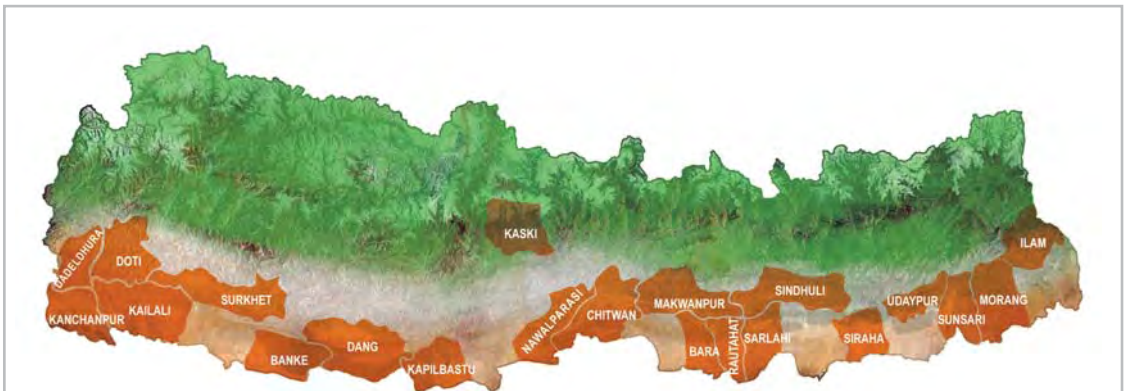 KASKI
ILAM
DADELDHURA
DOTI
SURKHET
KANCHANPUR
KAILALI
BANKE
DANG
KAPILBASTU
NAWALPARASI
CHITWAN
MAKWANPUR
SINDHULI
BARA
RAUTAHAT
SARLAHI
SIRAHA
UDAYPUR
SUNSARI
MORANG